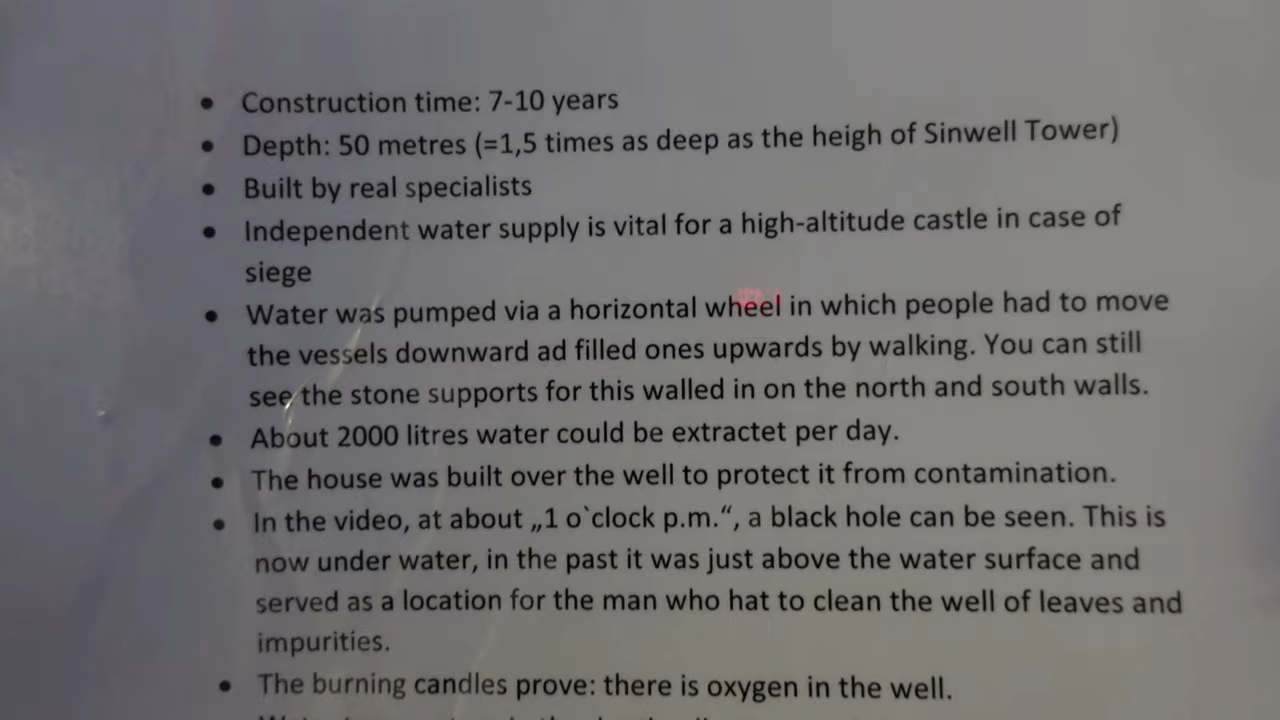 • Construction time: 7-10 years
• Depth: 50 metres (=1,5 times as deep as the heigh of Sinwell Tower)
• Built by real specialists
• Independent water supply is vital for a high-altitude castle in case of
siege
• Water was pumped via a horizontal wheel in which people had to move
the vessels downward ad filled ones upwards by walking. You can still
see the stone supports for this walled in on the north and south walls.
• About 2000 litres water could be extractet per day.
• The house was built over the well to protect it from contamination.
• In the video, at about „1 o`clock p.m.“, a black hole can be seen. This is
now under water, in the past it was just above the water surface and
served as a location for the man who hat to clean the well of leaves and
impurities.
• The burning candles prove: there is oxygen in the well.